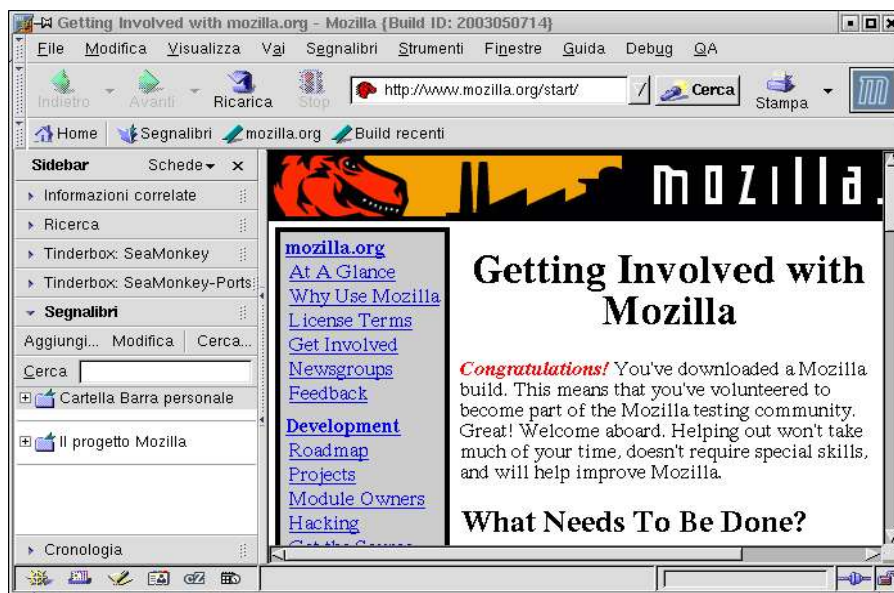 Getting Involved with mozilla.org - Mozilla {Build ID: 2003050714}
File Modifica Visualizza Vai Segnalibri Strumenti Finestre Guida Debug QA
Indietro Avanti Ricarica Stop http://www.mozilla.org/start/ Cerca Stampa
Home Segnalibri mozilla.org Build recenti
Sidebar Schede
Informazioni correlate
Ricerca
Tinderbox: SeaMonkey
Tinderbox: SeaMonkey-Ports
Segnalibri
Aggiungi... Modifica Cerca...
Cerca
Cartella Barra personale
Il progetto Mozilla
Cronologia
mozilla.
mozilla.org
At A Glance
Why Use Mozilla
License Terms
Get Involved
Newsgroups
Feedback
Development
Roadmap
Projects
Module Owners
Hacking
Get the Source
Getting Involved with
Mozilla
Congratulations! You've downloaded a Mozilla
build. This means that you've volunteered to
become part of the Mozilla testing community.
Great! Welcome aboard. Helping out won't take
much of your time, doesn't require special skills,
and will help improve Mozilla.
What Needs To Be Done?